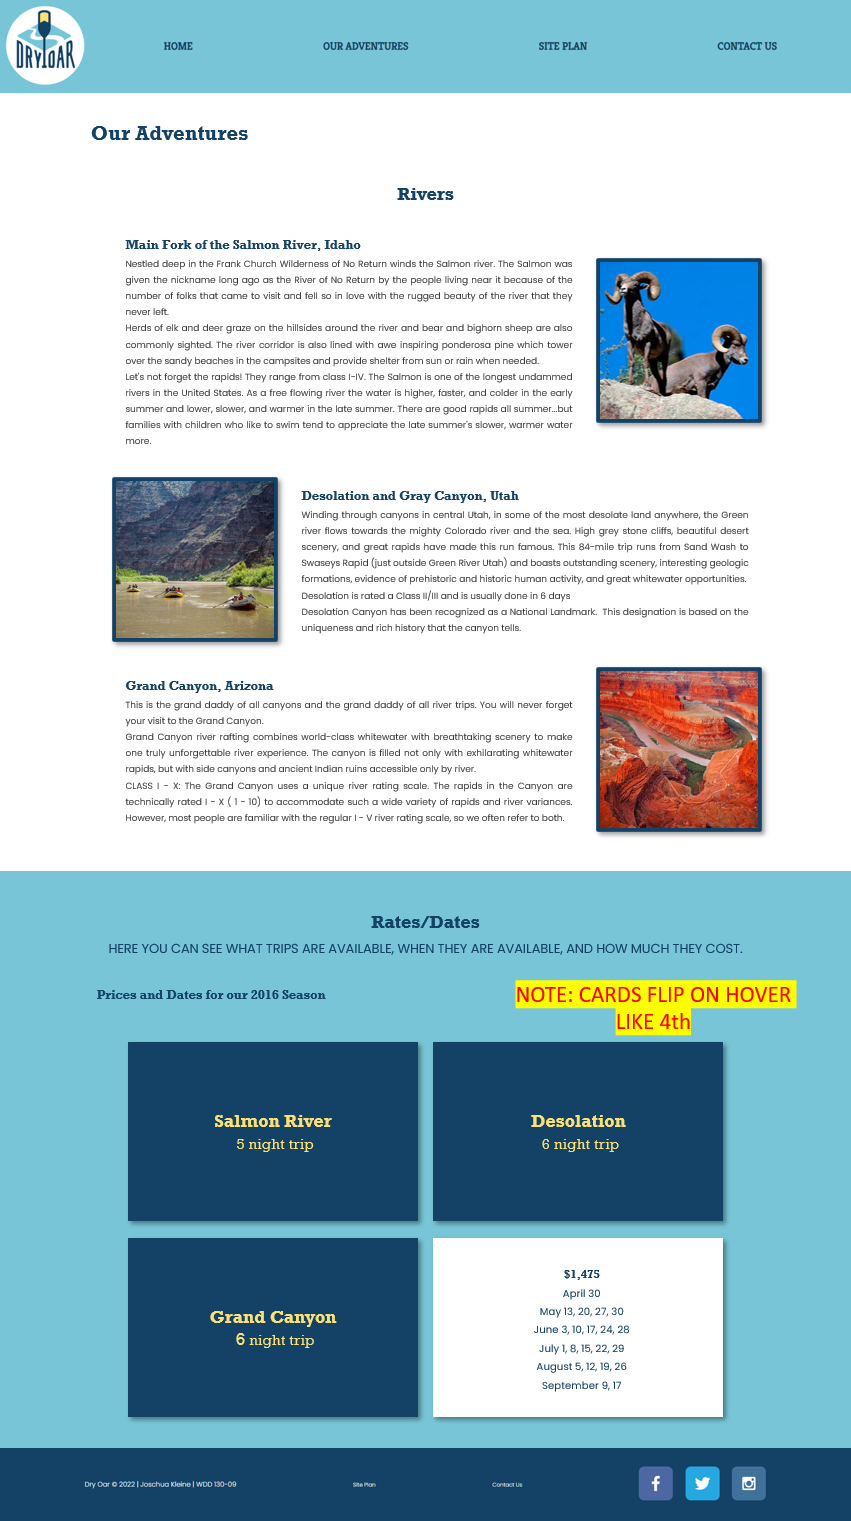 DRYOAR
HOME
OUR ADVENTURES
SITE PLAN
CONTACT US
Our Adventures
Rivers
Main Fork of the Salmon River, Idaho
Nestled deep in the Frank Church Wilderness of No Return winds the Salmon river. The Salmon was
given the nickname long ago as the River of No Return by the people living near it because of the
number of folks that came to visit and fell so in love with the rugged beauty of the river that they
never left.
Herds of elk and deer graze on the hillsides around the river and bear and bighorn sheep are also
commonly sighted. The river corridor is also lined with awe inspiring ponderosa pine which tower
over the sandy beaches in the campsites and provide shelter from sun or rain when needed.
Let's not forget the rapids! They range from class I-IV. The Salmon is one of the longest undammed
rivers in the United States. As a free flowing river the water is higher, faster, and colder in the early
summer and lower, slower, and warmer in the late summer. There are good rapids all summer...but
families with children who like to swim tend to appreciate the late summer's slower, warmer water
more.
Desolation and Gray Canyon, Utah
Winding through canyons in central Utah, in some of the most desolate land anywhere, the Green
river flows towards the mighty Colorado river and the sea. High grey stone cliffs, beautiful desert
scenery, and great rapids have made this run famous. This 84-mile trip runs from Sand Wash to
Swaseys Rapid (just outside Green River Utah) and boasts outstanding scenery, interesting geologic
formations, evidence of prehistoric and historic human activity, and great whitewater opportunities.
Desolation is rated a Class II/III and is usually done in 6 days
Desolation Canyon has been recognized as a National Landmark. This designation is based on the
uniqueness and rich history that the canyon tells.
Grand Canyon, Arizona
This is the grand daddy of all canyons and the grand daddy of all river trips. You will never forget
your visit to the Grand Canyon.
Grand Canyon river rafting combines world-class whitewater with breathtaking scenery to make
one truly unforgettable river experience. The canyon is filled not only with exhilarating whitewater
rapids, but with side canyons and ancient Indian ruins accessible only by river.
CLASS I - X: The Grand Canyon uses a unique river rating scale. The rapids in the Canyon are
technically rated I - X ( 1 - 10) to accommodate such a wide variety of rapids and river variances.
However, most people are familiar with the regular I - V river rating scale, so we often refer to both.
Rates/Dates
HERE YOU CAN SEE WHAT TRIPS ARE AVAILABLE, WHEN THEY ARE AVAILABLE, AND HOW MUCH THEY COST.
Prices and Dates for our 2016 Season
NOTE: CARDS FLIP ON HOVER
LIKE 4th
Salmon River
5 night trip
Desolation
6 night trip
Grand Canyon
6 night trip
$1,475
April 30
May 13, 20, 27, 30
June 3, 10, 17, 24, 28
July 1, 8, 15, 22, 29
August 5, 12, 19, 26
September 9, 17
Dry Oar © 2022 | Joschua Kleine | WDD 130-09
Site Plan
Contact Us